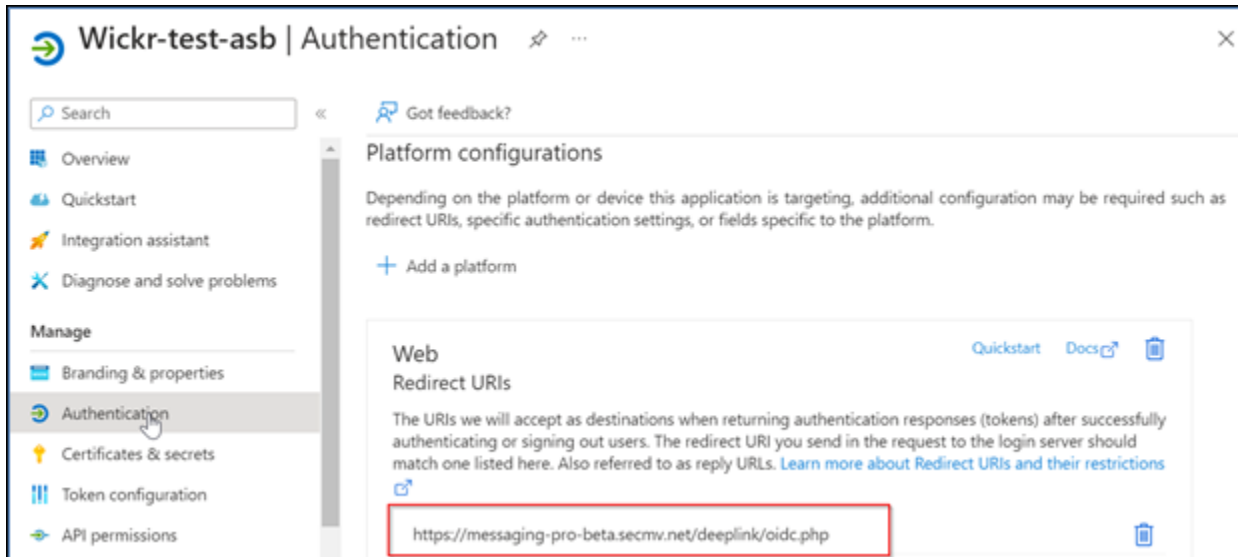 Wickr-test-asb | Authentication ...
Search «
Got feedback?
Overview
Quickstart
Integration assistant
Diagnose and solve problems
Manage
Branding & properties
Authentication
Certificates & secrets
Token configuration
API permissions
Platform configurations
Depending on the platform or device this application is targeting, additional configuration may be required such as
redirect URIs, specific authentication settings, or fields specific to the platform.
+ Add a platform
Web
Quickstart Docs
Redirect URIs
The URIs we will accept as destinations when returning authentication responses (tokens) after successfully
authenticating or signing out users. The redirect URI you send in the request to the login server should
match one listed here. Also referred to as reply URLs. Learn more about Redirect URIs and their restrictions
https://messaging-pro-beta.secmv.net/deeplink/oidc.php